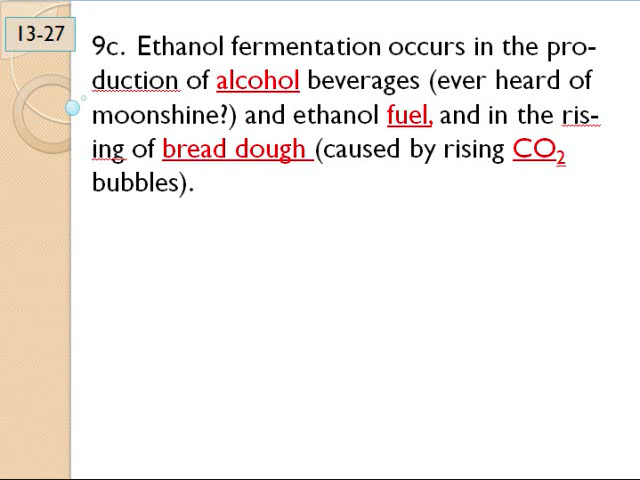 13-27
9c. Ethanol fermentation occurs in the pro-
duction of alcohol beverages (ever heard of
moonshine?) and ethanol fuel, and in the ris-
ing of bread dough (caused by rising CO₂
bubbles).